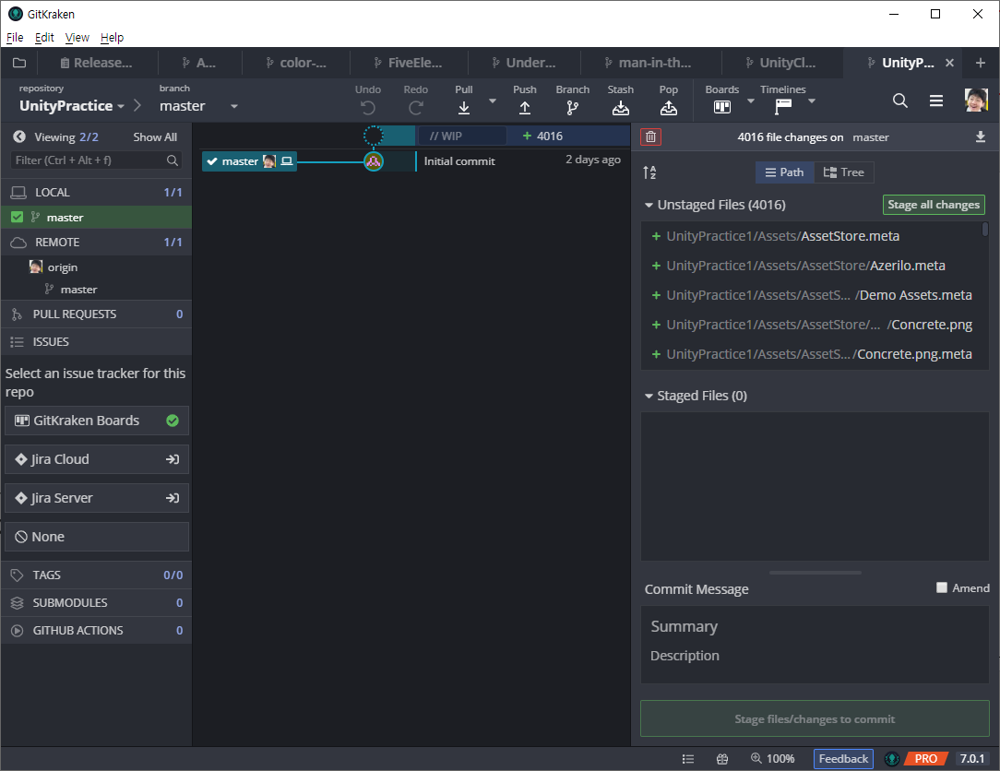 GitKraken
File Edit View Help
Release... A... color-... FiveEle... Under... man-in-th... UnityCl... UnityP...
repository
UnityPractice
branch
master
Undo Redo Pull Push Branch Stash Pop Boards Timelines
Viewing 2/2 Show All
Filter (Ctrl + Alt + f)
LOCAL 1/1
master
REMOTE 1/1
origin
master
PULL REQUESTS 0
ISSUES
Select an issue tracker for this
repo
GitKraken Boards
Jira Cloud
Jira Server
None
TAGS 0/0
SUBMODULES 0
GITHUB ACTIONS 0
// WIP + 4016
master Initial commit 2 days ago
4016 file changes on master
Path Tree
Unstaged Files (4016) Stage all changes
+ UnityPractice1/Assets/AssetStore.meta
+ UnityPractice1/Assets/AssetStore/Azerilo.meta
+ UnityPractice1/Assets/AssetS... /Demo Assets.meta
+ UnityPractice1/Assets/AssetStore/... /Concrete.png
+ UnityPractice1/Assets/AssetS... /Concrete.png.meta
Staged Files (0)
Commit Message Amend
Summary
Description
Stage files/changes to commit
100% Feedback PRO 7.0.1